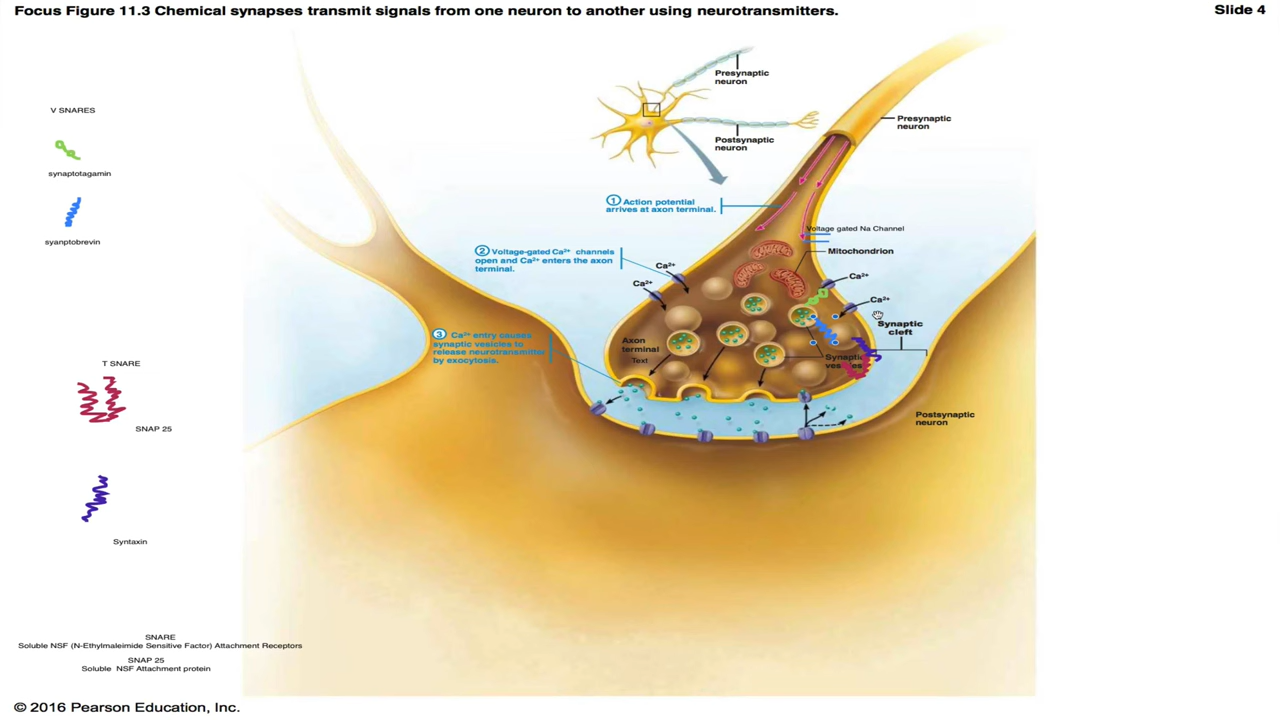 Focus Figure 11.3 Chemical synapses transmit signals from one neuron to another using neurotransmitters.
Slide 4
V SNARES
synaptotagamin
syanptobrevin
T SNARE
SNAP 25
Syntaxin
SNARE
Soluble NSF (N-Ethylmaleimide Sensitive Factor) Attachment Receptors
SNAP 25
Soluble NSF Attachment protein
Presynaptic
neuron
Postsynaptic
neuron
Presynaptic
neuron
1 Action potential
arrives at axon terminal.
Voltage gated Na Channel
Mitochondrion
2 Voltage-gated Ca²⁺ channels
open and Ca²⁺ enters the axon
terminal.
Ca²⁺
Ca²⁺
Ca²⁺
Ca²⁺
Synaptic
cleft
3 Ca²⁺ entry causes
synaptic vesicles to
release neurotransmitter
by exocytosis.
Axon
terminal
Text
Synaptic
vesicles
Postsynaptic
neuron
© 2016 Pearson Education, Inc.